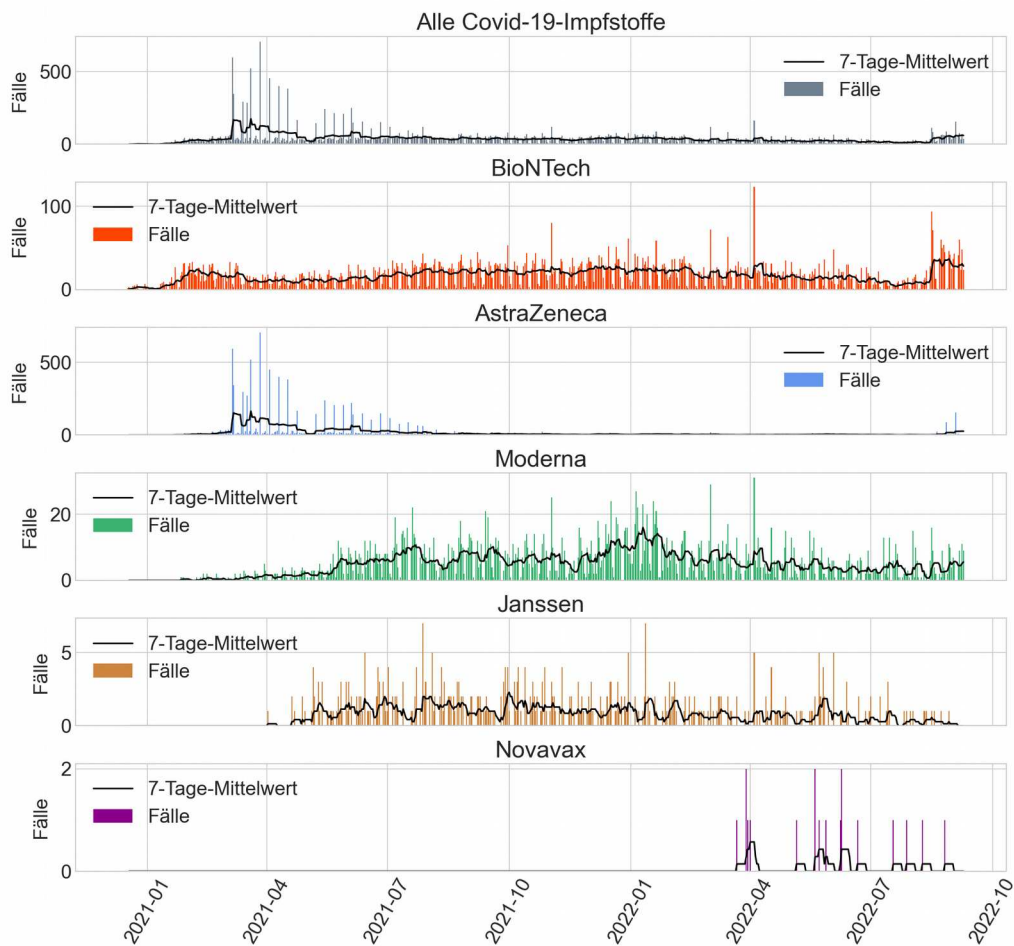 Alle Covid-19-Impfstoffe
Fälle
500
0
7-Tage-Mittelwert
Fälle
BioNTech
Fälle
100
0
7-Tage-Mittelwert
Fälle
AstraZeneca
Fälle
500
0
7-Tage-Mittelwert
Fälle
Moderna
Fälle
20
0
7-Tage-Mittelwert
Fälle
Janssen
Fälle
5
0
7-Tage-Mittelwert
Fälle
Novavax
Fälle
2
0
7-Tage-Mittelwert
Fälle
2021-01
2021-04
2021-07
2021-10
2022-01
2022-04
2022-07
2022-10